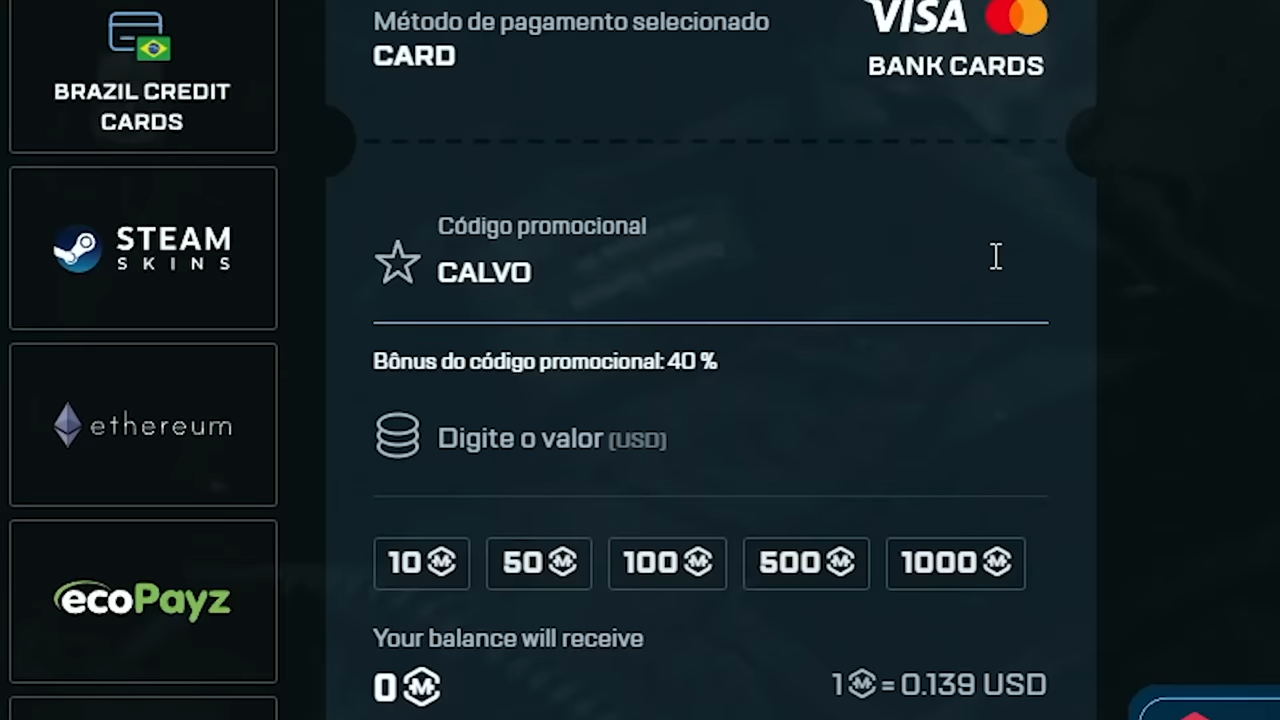 BRAZIL CREDIT
CARDS
STEAM
SKINS
ethereum
ecoPayz
Método de pagamento selecionado
CARD
VISA
BANK CARDS
Código promocional
CALVO
Bônus do código promocional: 40 %
Digite o valor (USD)
10 50 100 500 1000
Your balance will receive
0
1 = 0.139 USD